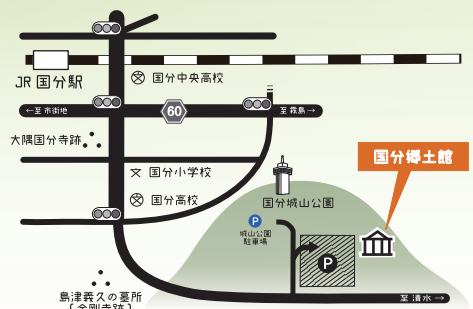 JR 国分駅
国分中央高校
←至 市街地
60
至 霧島→
大隅国分寺跡
国分小学校
国分高校
国分郷土館
国分城山公園
P
城山公園
駐車場
P
島津義久の墓所
[金剛寺跡]
至 清水→